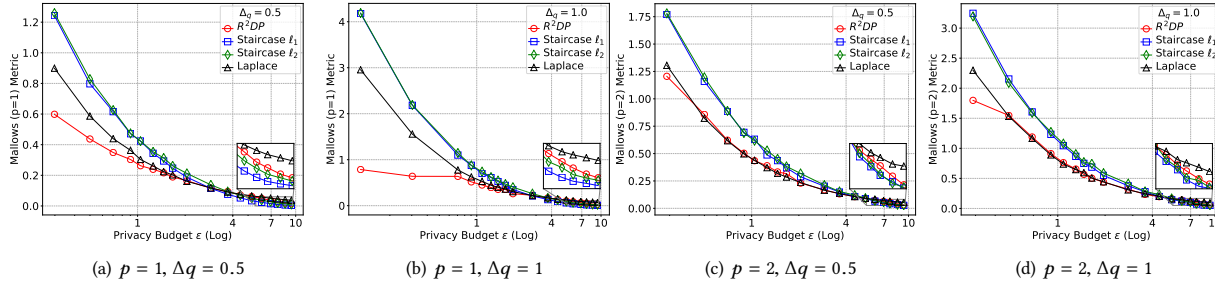 Mallows (p=1) Metric
1.2
1.0
0.8
0.6
0.4
0.2
0.0
Δq = 0.5
R²DP
Staircase ℓ₁
Staircase ℓ₂
Laplace
1 4 7 10
Privacy Budget ε (Log)
(a) p = 1, Δq = 0.5
Mallows (p=1) Metric
4
3
2
1
0
Δq = 1.0
R²DP
Staircase ℓ₁
Staircase ℓ₂
Laplace
1 4 7 10
Privacy Budget ε (Log)
(b) p = 1, Δq = 1
Mallows (p=2) Metric
1.75
1.50
1.25
1.00
0.75
0.50
0.25
0.00
Δq = 0.5
R²DP
Staircase ℓ₁
Staircase ℓ₂
Laplace
1 4 7 10
Privacy Budget ε (Log)
(c) p = 2, Δq = 0.5
Mallows (p=2) Metric
3.0
2.5
2.0
1.5
1.0
0.5
0.0
Δq = 1.0
R²DP
Staircase ℓ₁
Staircase ℓ₂
Laplace
1 4 7 1
Privacy Budget ε (Log)
(d) p = 2, Δq = 1